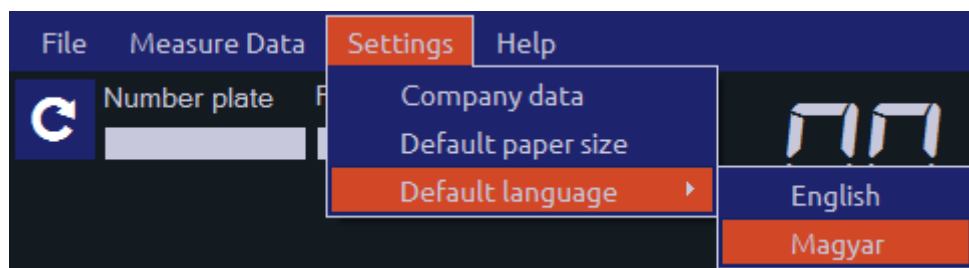 File Measure Data Settings Help
Number plate
Company data
Default paper size
Default language
English
Magyar